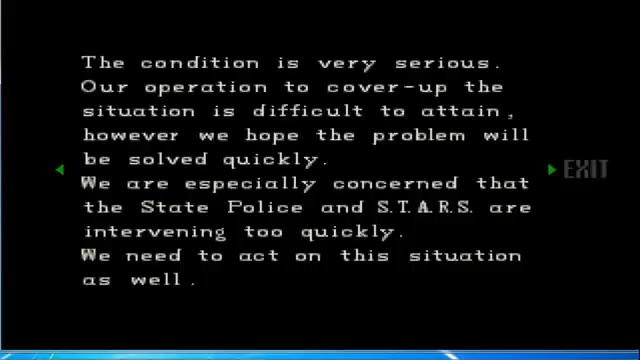 The condition is very serious.
Our operation to cover-up the
situation is difficult to attain,
however we hope the problem will
be solved quickly.
EXIT
We are especially concerned that
the State Police and S.T.A.R.S. are
intervening too quickly.
We need to act on this situation
as well.